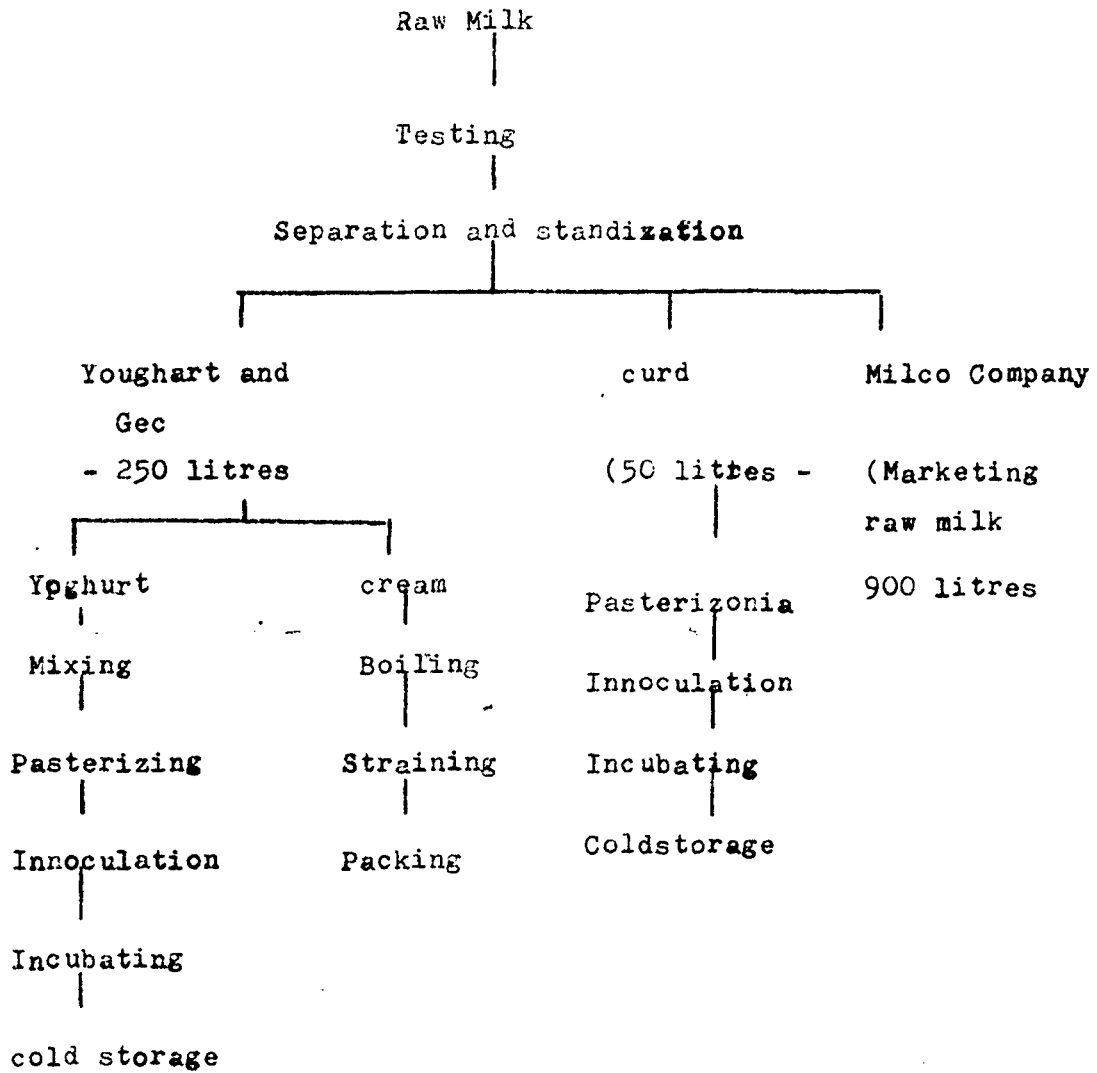 Raw Milk
Testing
Separation and standization
Youghart and
Gec
- 250 litres
curd
(50 litres -
Milco Company
(Marketing
raw milk
900 litres
Yoghurt
Mixing
Pasterizing
Innoculation
Incubating
cold storage
cream
Boiling
Straining
Packing
Pasterizonia
Innoculation
Incubating
Coldstorage